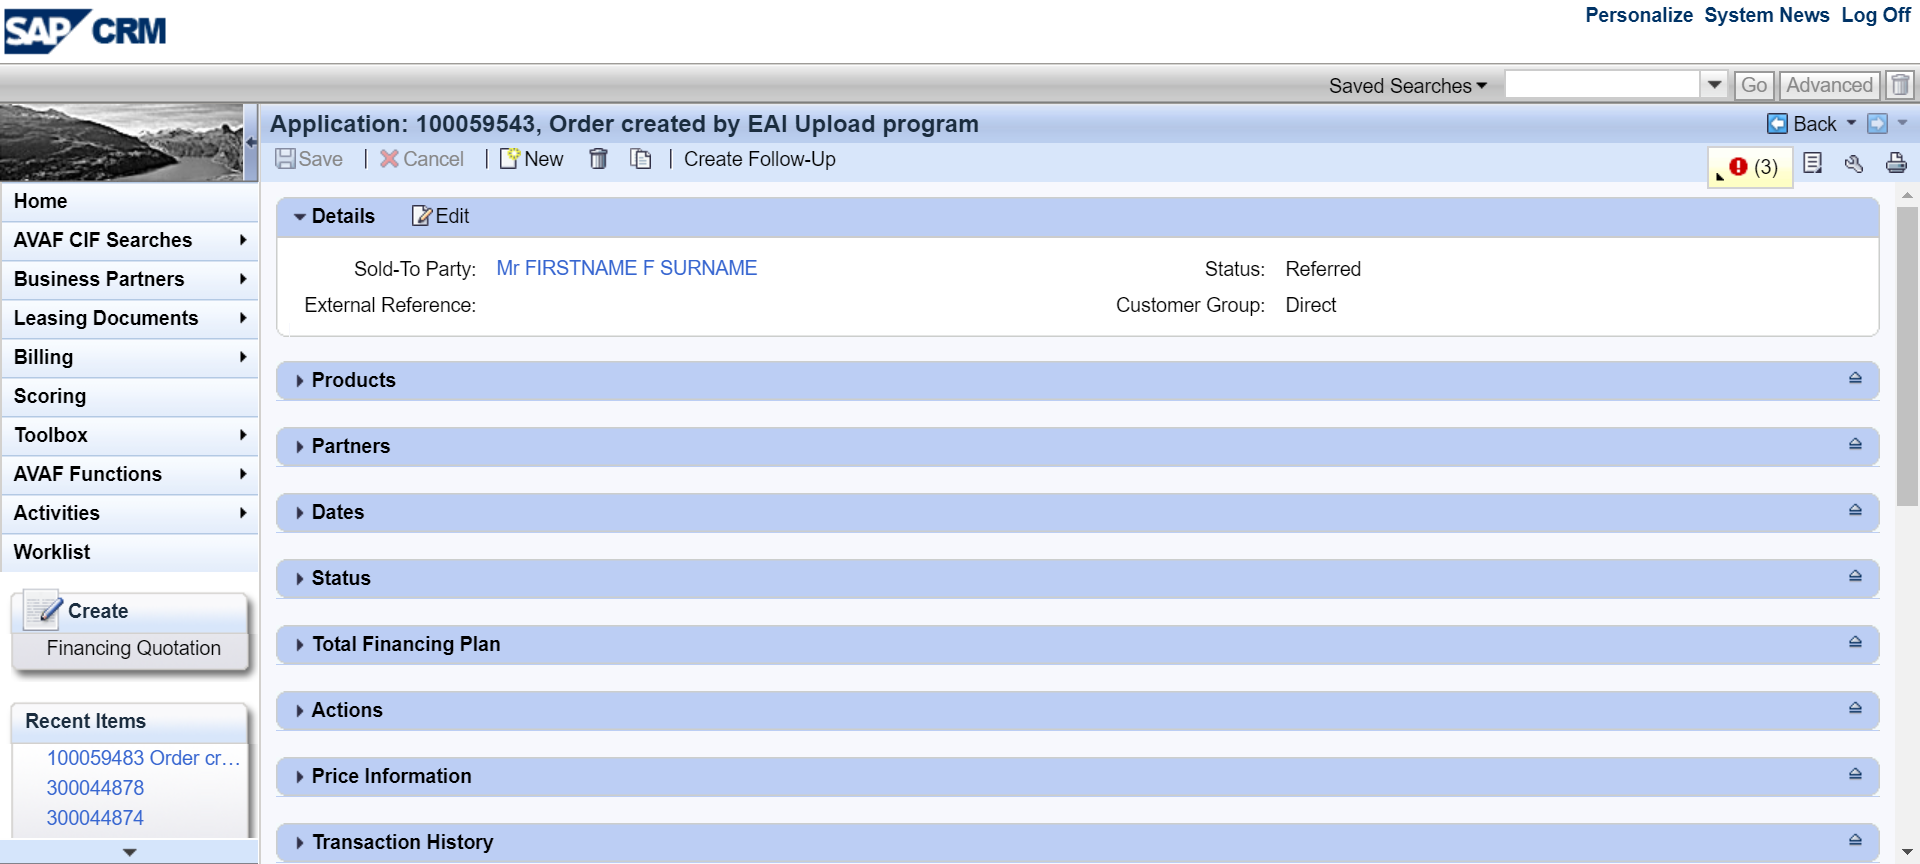 SAP CRM
Personalize System News Log Off
Saved Searches Go Advanced
Application: 100059543, Order created by EAI Upload program
Back
Save Cancel New Create Follow-Up
(3)
Home
AVAF CIF Searches
Business Partners
Leasing Documents
Billing
Scoring
Toolbox
AVAF Functions
Activities
Worklist
Create
Financing Quotation
Recent Items
100059483 Order cr...
300044878
300044874
Details Edit
Sold-To Party: Mr FIRSTNAME F SURNAME Status: Referred
External Reference: Customer Group: Direct
Products
Partners
Dates
Status
Total Financing Plan
Actions
Price Information
Transaction History